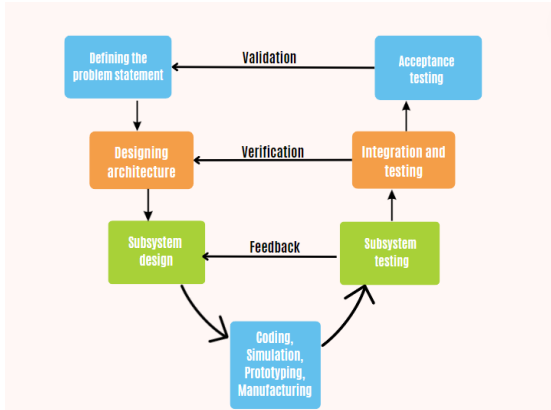 Defining the
problem statement
Validation
Acceptance
testing
Designing
architecture
Verification
Integration and
testing
Subsystem
design
Feedback
Subsystem
testing
Coding,
Simulation,
Prototyping,
Manufacturing